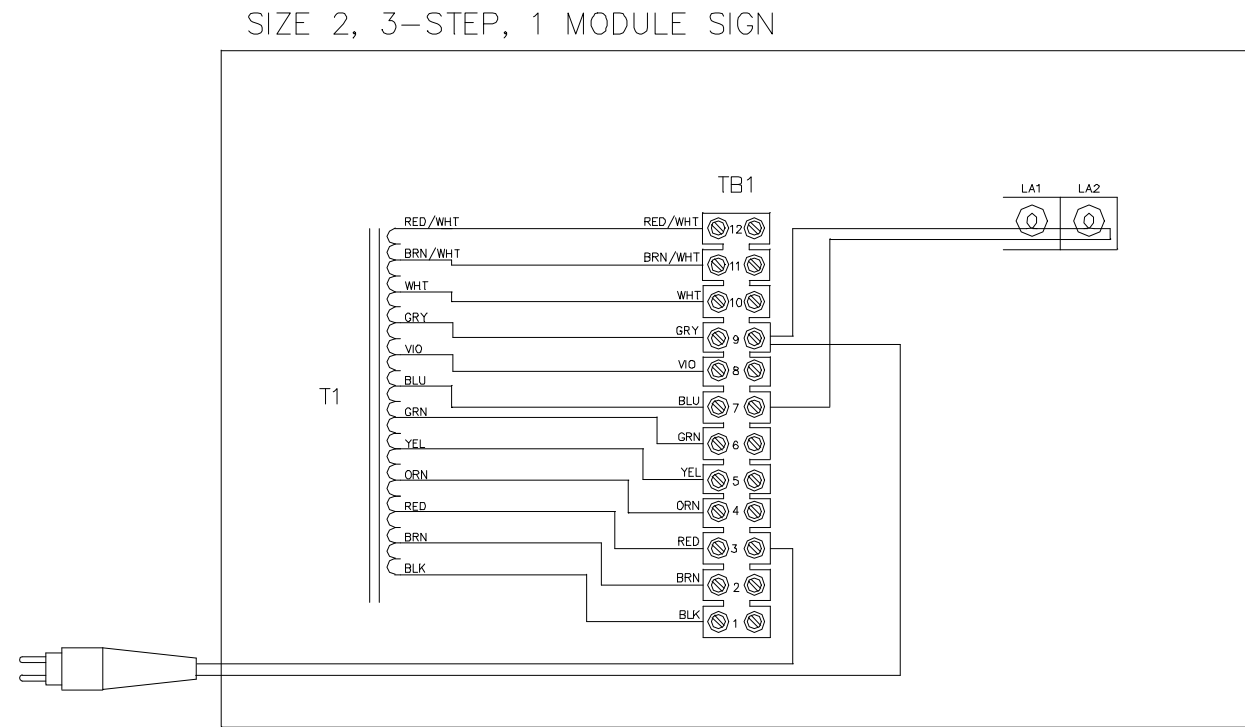 SIZE 2, 3-STEP, 1 MODULE SIGN
LA1 LA2
TB1
RED/WHT RED/WHT 12
BRN/WHT BRN/WHT 11
WHT WHT 10
GRY GRY 9
VIO VIO 8
T1
BLU BLU 7
GRN GRN 6
YEL YEL 5
ORN ORN 4
RED RED 3
BRN BRN 2
BLK BLK 1